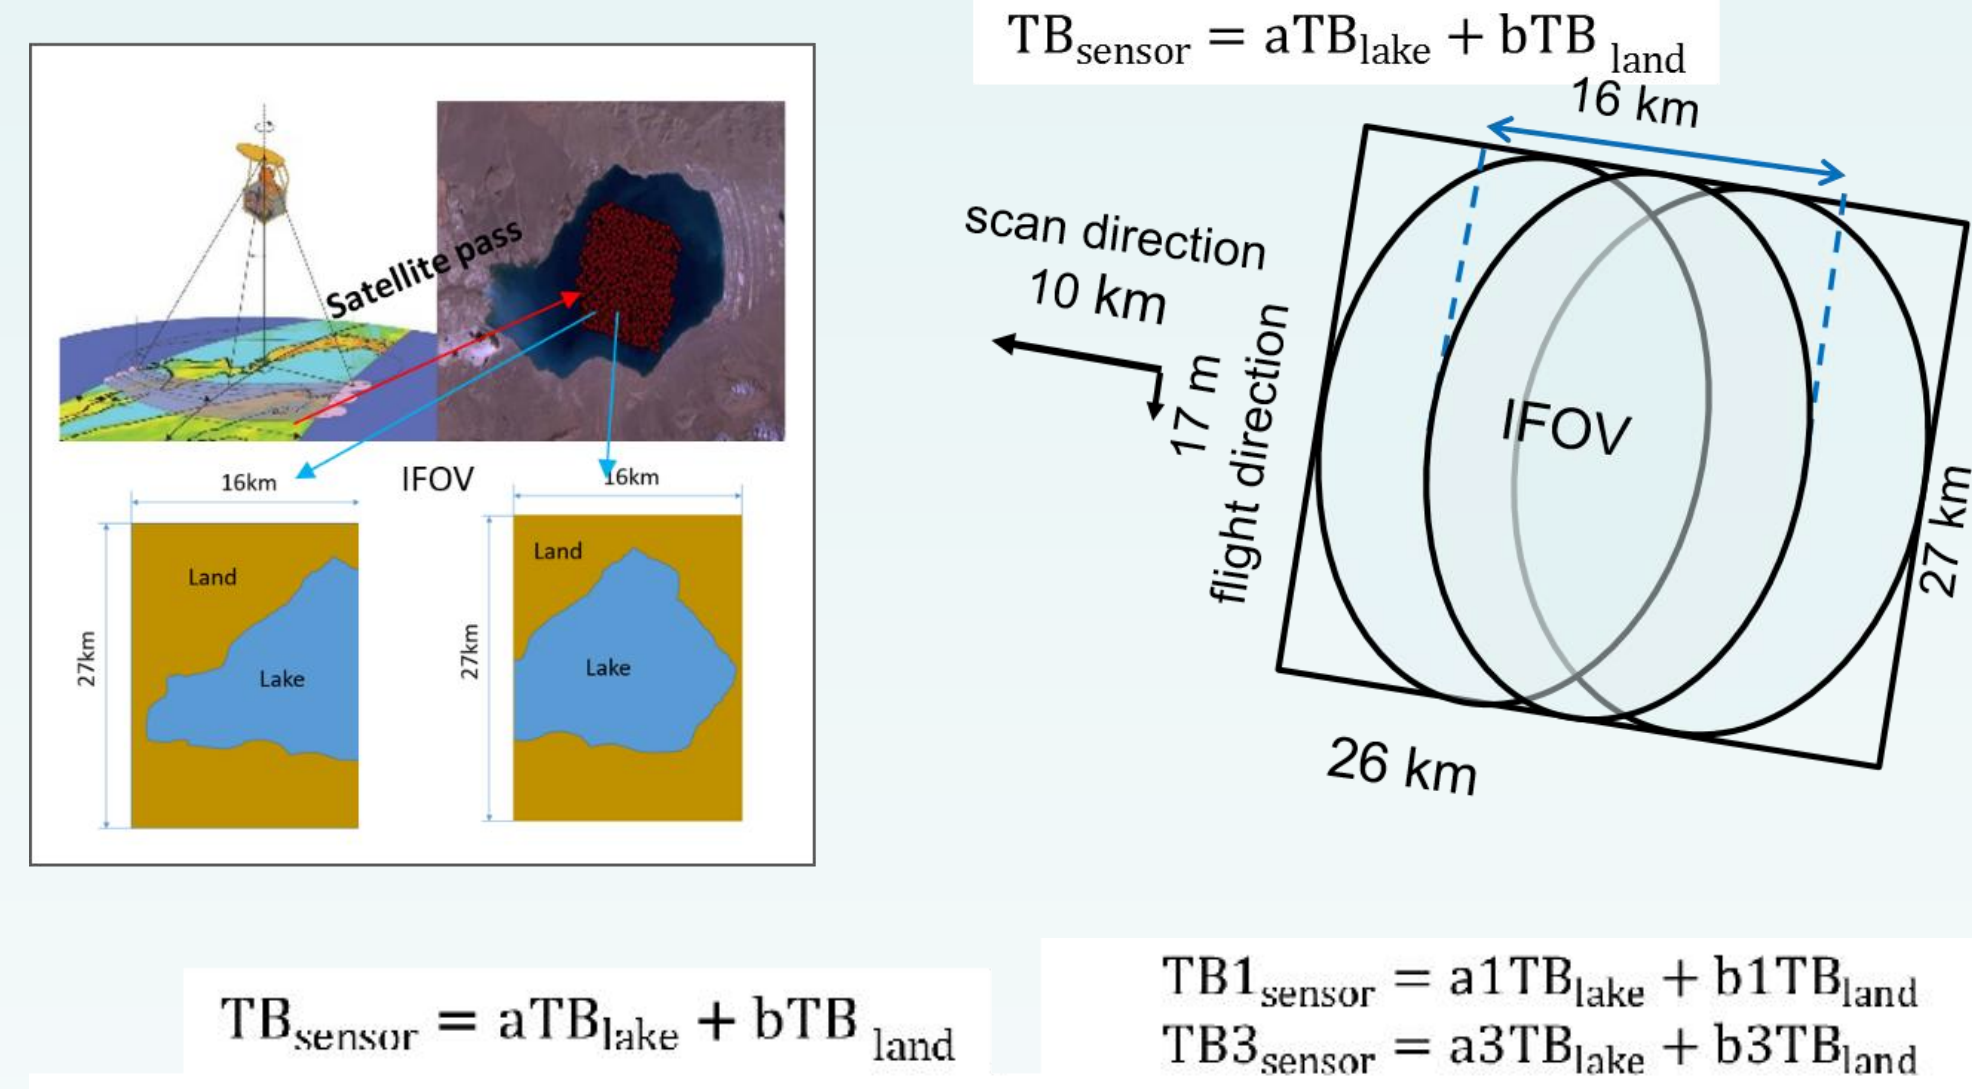 TBsensor = aTBlake + bTB land
16 km
scan direction
10 km
17 m
flight direction
IFOV
27 km
26 km
Satellite pass
IFOV
16km
16km
27km
Land
Lake
27km
Land
Lake
TBsensor = aTBlake + bTB land
TB1sensor = a1TBlake + b1TBland
TB3sensor = a3TBlake + b3TBland